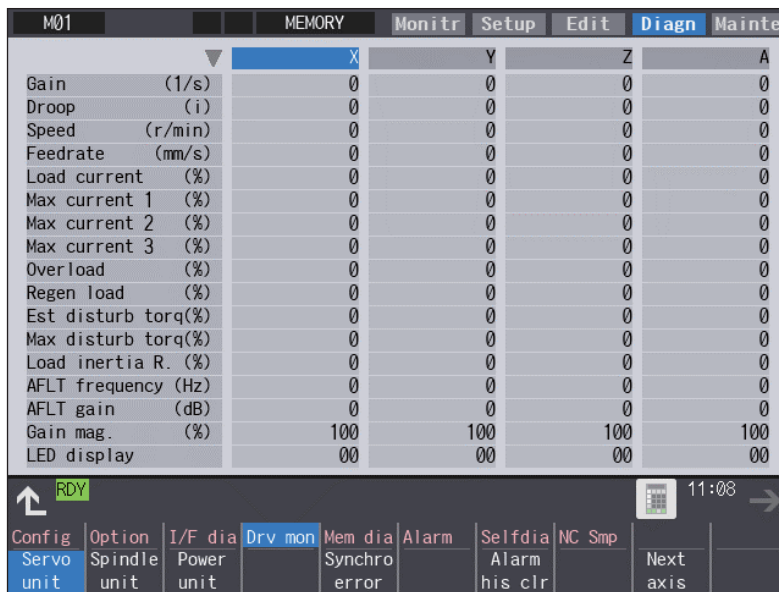 M01 MEMORY Monitr Setup Edit Diagn Mainte
X Y Z A
Gain (1/s) 0 0 0 0
Droop (i) 0 0 0 0
Speed (r/min) 0 0 0 0
Feedrate (mm/s) 0 0 0 0
Load current (%) 0 0 0 0
Max current 1 (%) 0 0 0 0
Max current 2 (%) 0 0 0 0
Max current 3 (%) 0 0 0 0
Overload (%) 0 0 0 0
Regen load (%) 0 0 0 0
Est disturb torq(%) 0 0 0 0
Max disturb torq(%) 0 0 0 0
Load inertia R. (%) 0 0 0 0
AFLT frequency (Hz) 0 0 0 0
AFLT gain (dB) 0 0 0 0
Gain mag. (%) 100 100 100 100
LED display 00 00 00 00
RDY 11:08
Config Option I/F dia Drv mon Mem dia Alarm Selfdia NC Smp
Servo Spindle Power Synchro Alarm Next
unit unit unit error his clr axis